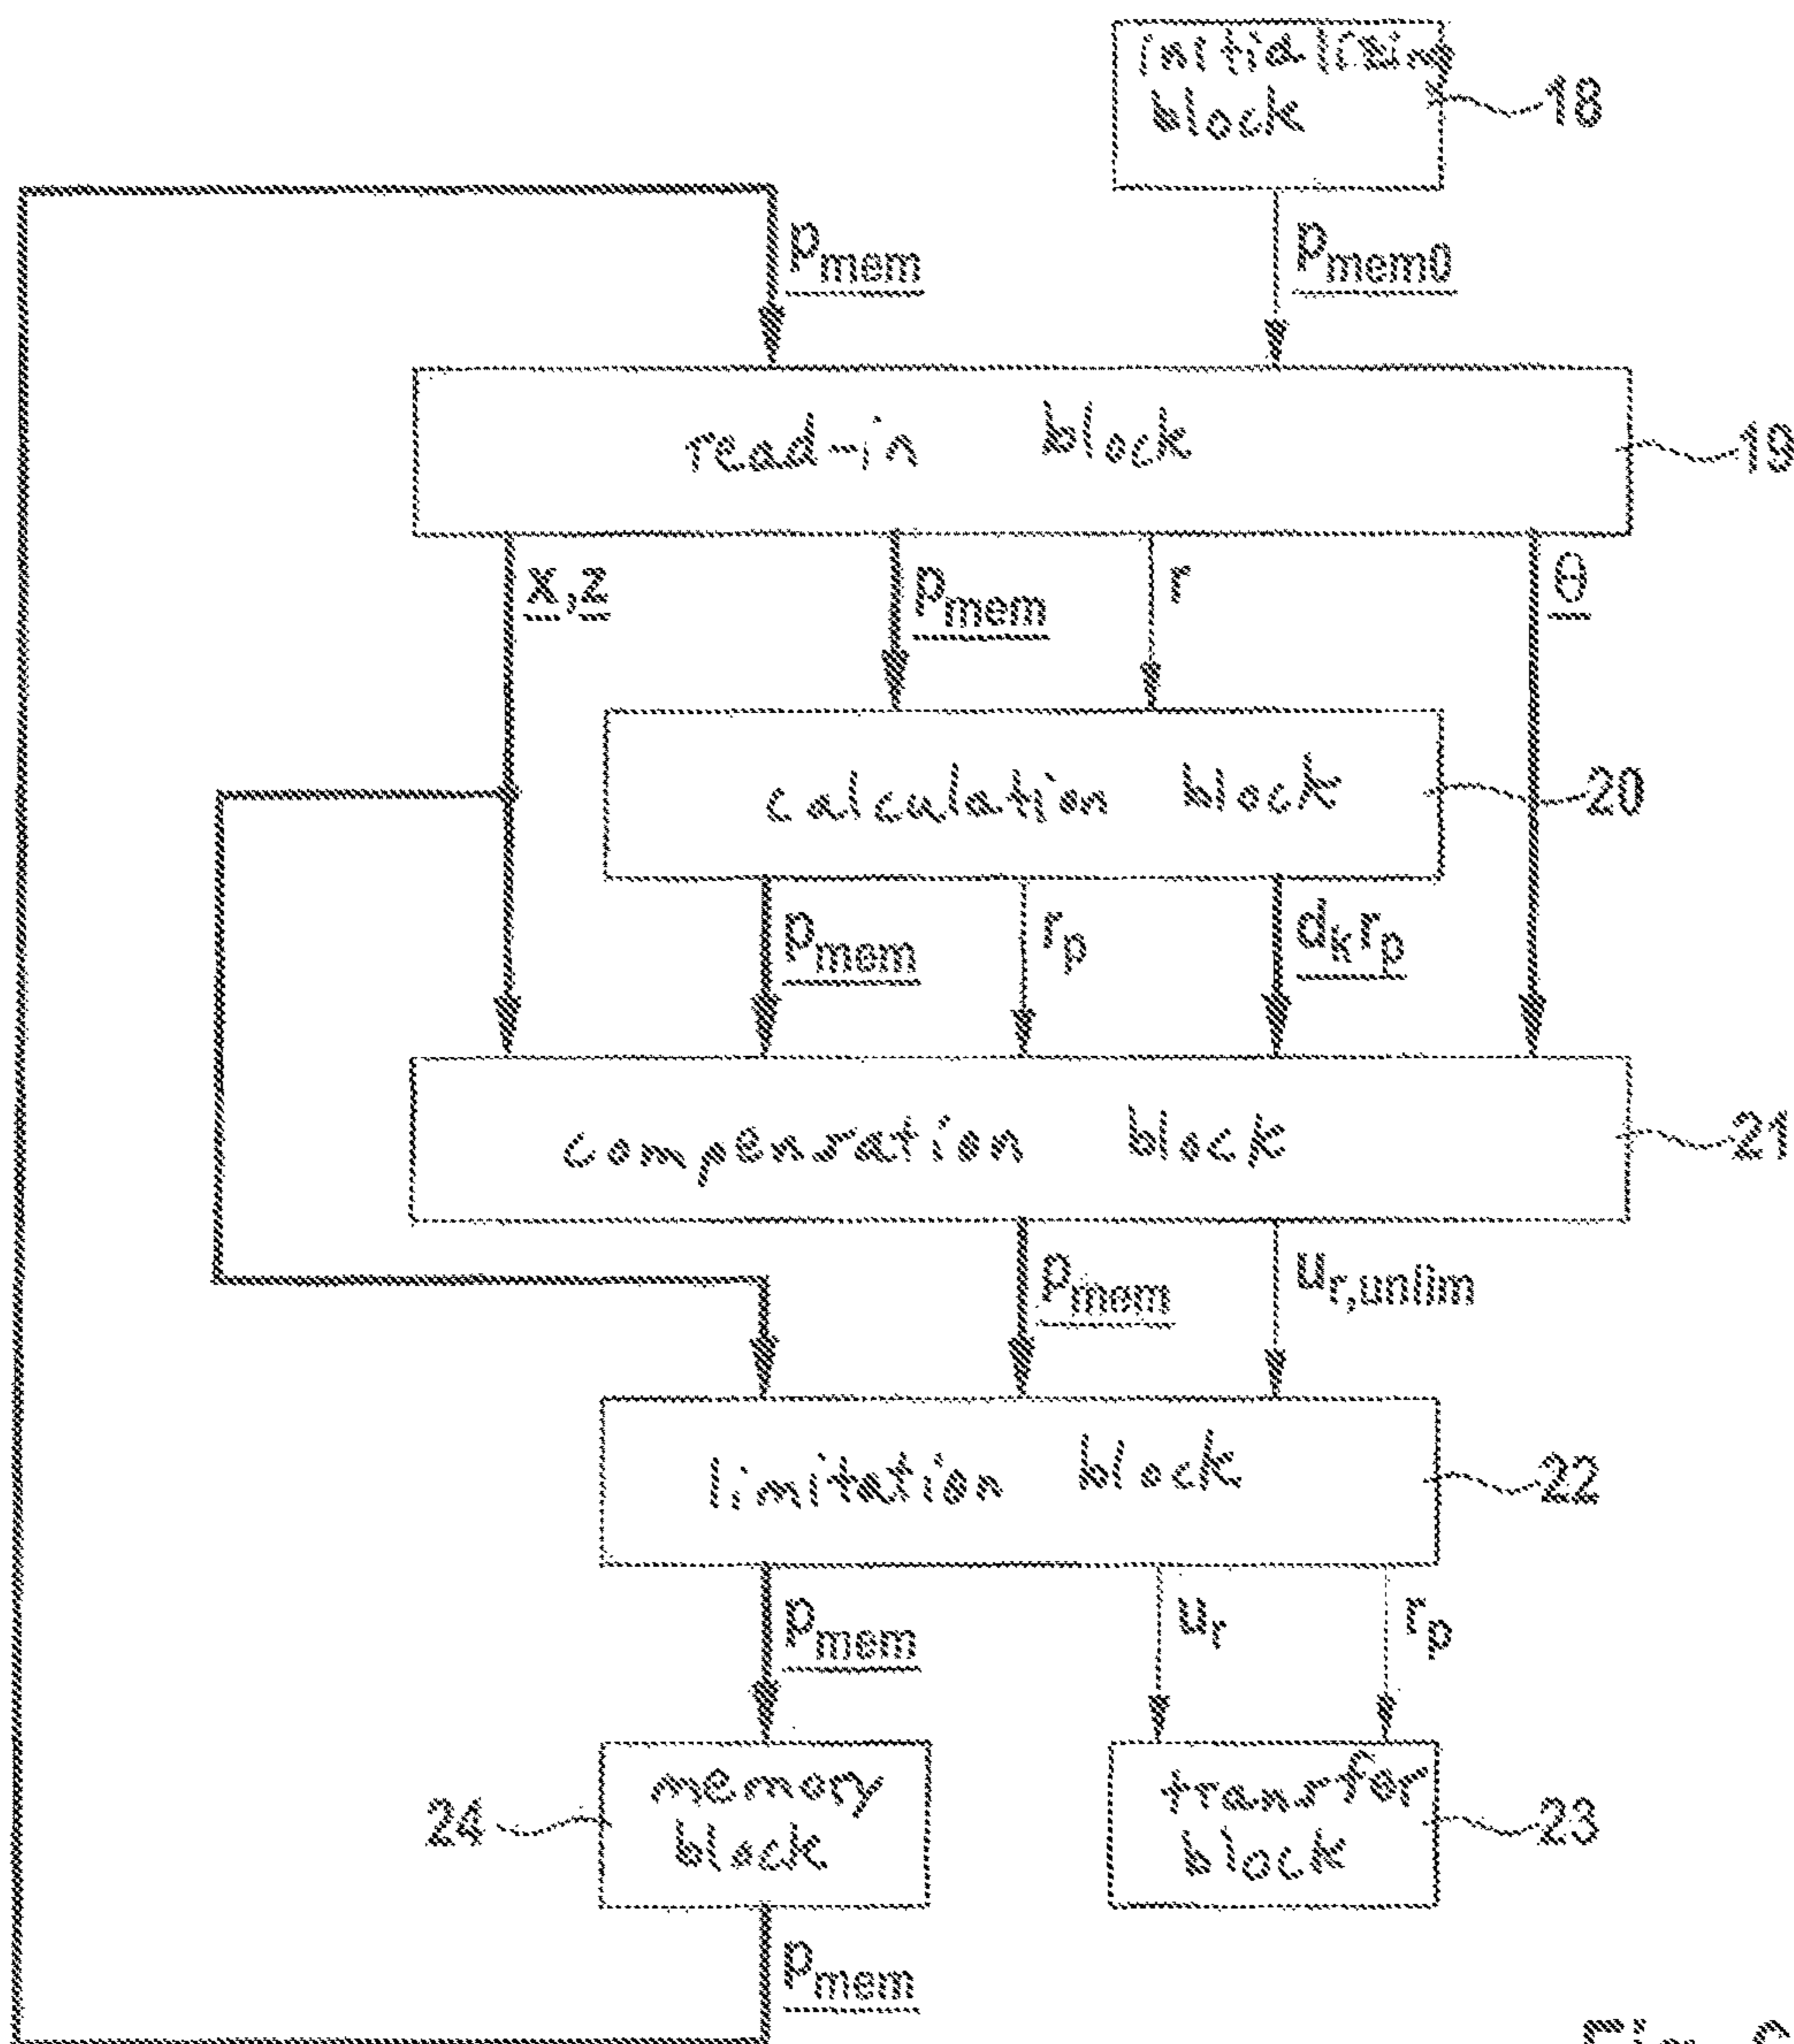 initializing
block
18
p_mem
p_mem0
read-in block
19
x,z
p_mem
r
θ
calculation block
20
p_mem
r_p
d_k r_p
compensation block
21
p_mem
u_r,unlim
limitation block
22
p_mem
u_r
r_p
memory
block
24
transfer
block
23
p_mem